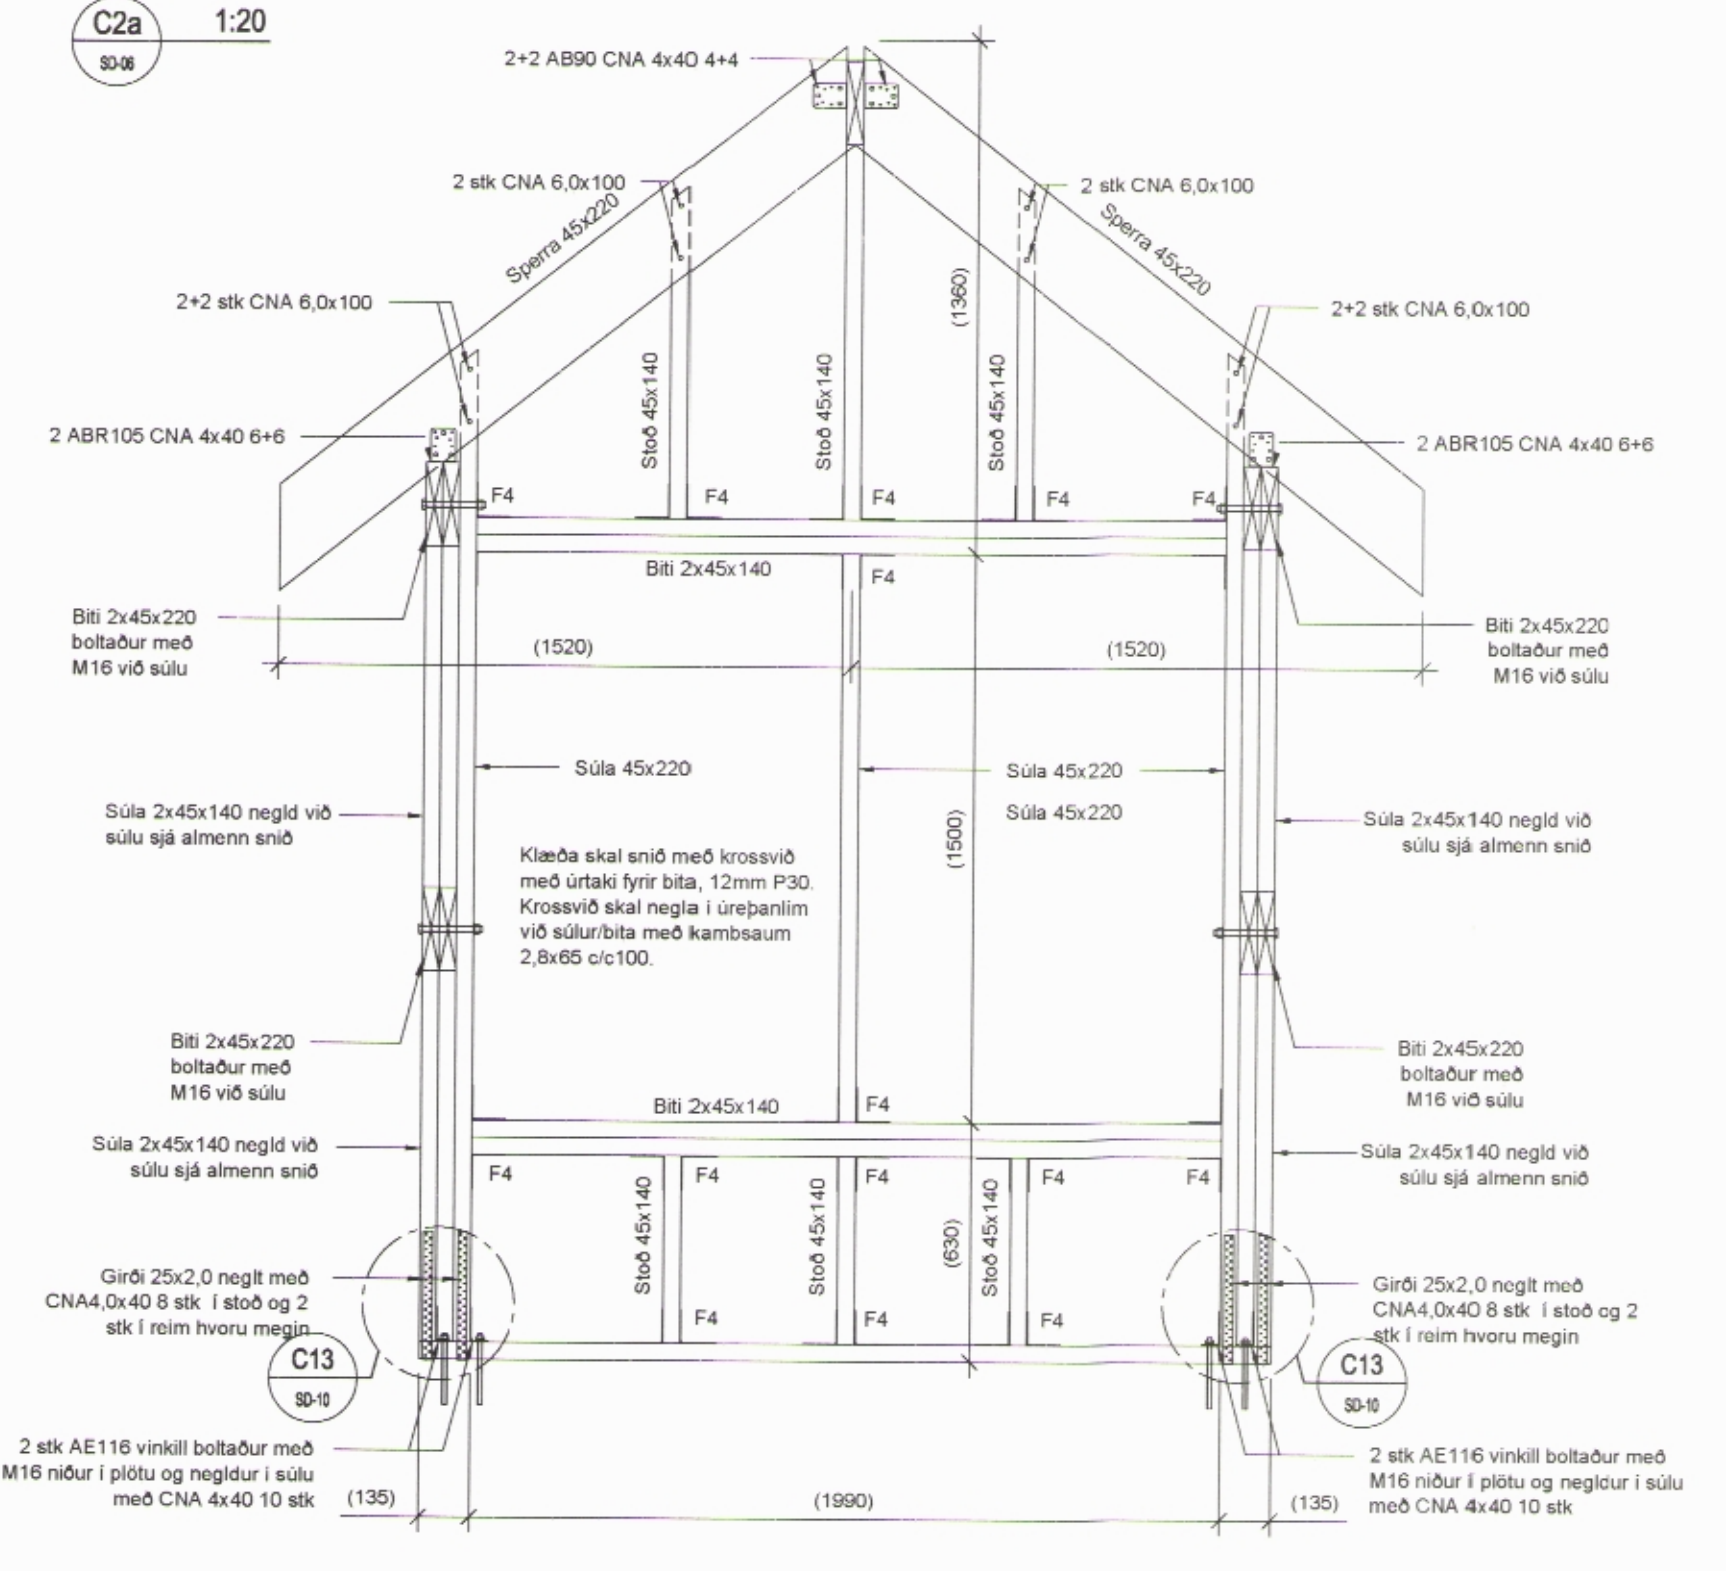 C2a
SD-06
1:20
2+2 AB90 CNA 4x40 4+4
2 stk CNA 6,0x100
2 stk CNA 6,0x100
Sperra 45x220
Sperra 45x220
2+2 stk CNA 6,0x100
2+2 stk CNA 6,0x100
(1360)
Stoð 45x140
Stoð 45x140
Stoð 45x140
2 ABR105 CNA 4x40 6+6
2 ABR105 CNA 4x40 6+6
F4
F4
F4
F4
F4
Biti 2x45x140
F4
Biti 2x45x220
boltaður með
M16 við súlu
(1520)
(1520)
Biti 2x45x220
boltaður með
M16 við súlu
Súla 45x220
Súla 45x220
Súla 45x220
Súla 2x45x140 negld við
súlu sjá almenn snið
(1500)
Súla 2x45x140 negld við
súlu sjá almenn snið
Klæða skal snið með krossvið
með úrtaki fyrir bita, 12mm P30.
Krossvið skal negla í úreþanlim
við súlur/bita með kambsaum
2,8x65 c/c100.
Biti 2x45x220
boltaður með
M16 við súlu
Biti 2x45x220
boltaður með
M16 við súlu
Biti 2x45x140
F4
Súla 2x45x140 negld við
súlu sjá almenn snið
Súla 2x45x140 negld við
súlu sjá almenn snið
F4
F4
F4
F4
F4
Stoð 45x140
Stoð 45x140
(630)
Stoð 45x140
Girði 25x2,0 neglt með
CNA4,0x40 8 stk í stoð og 2
stk í reim hvoru megin
Girði 25x2,0 neglt með
CNA4,0x40 8 stk í stoð og 2
stk í reim hvoru megin
F4
F4
F4
C13
SD-10
C13
SD-10
2 stk AE116 vinkill boltaður með
M16 niður í plötu og negldur í súlu
með CNA 4x40 10 stk
2 stk AE116 vinkill boltaður með
M16 niður í plötu og negldur í súlu
með CNA 4x40 10 stk
(135)
(1990)
(135)